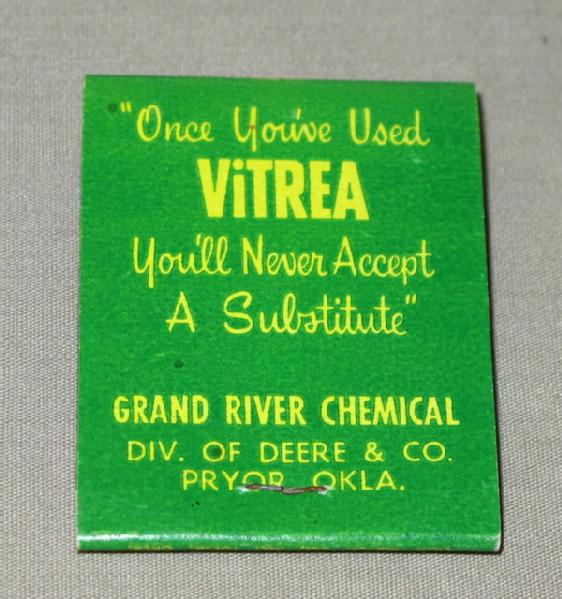 "Once You've Used
ViTREA
You'll Never Accept
A Substitute"
GRAND RIVER CHEMICAL
DIV. OF DEERE & CO.
PRYOR, OKLA.